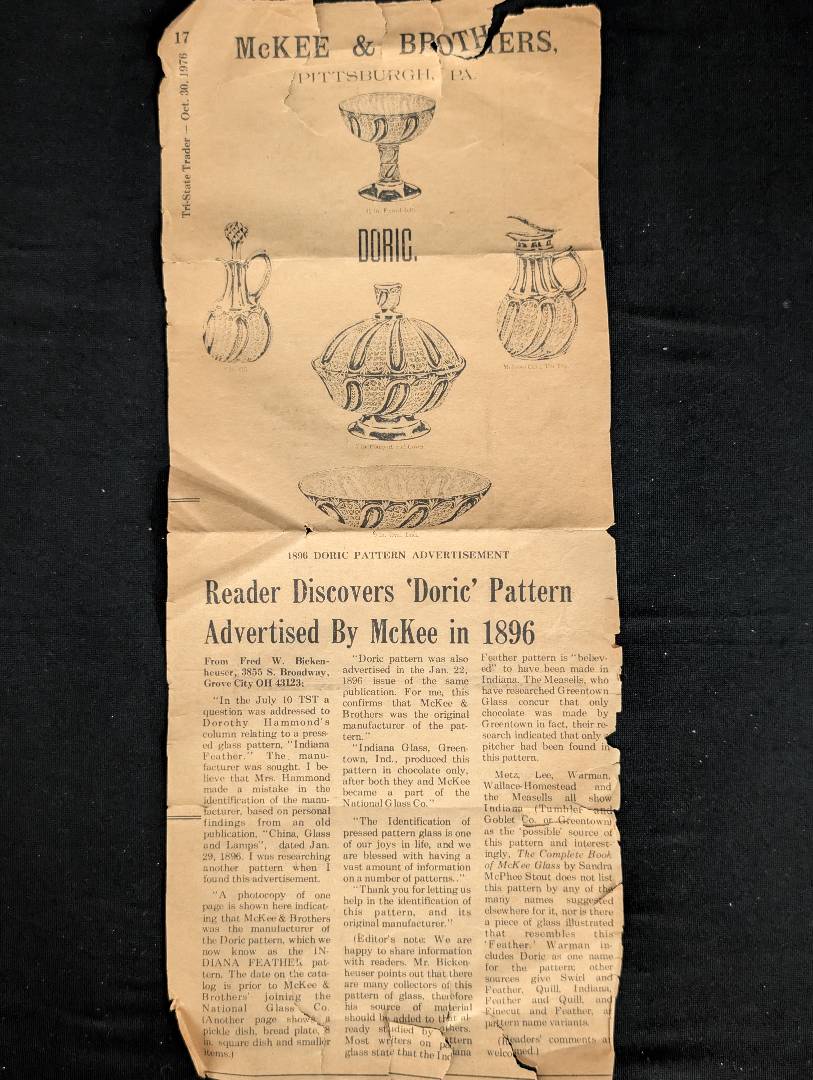 17
Tri-State Trader — Oct. 30, 1976
McKEE & BROTHERS,
PITTSBURGH, PA.
DORIC.
1896 DORIC PATTERN ADVERTISEMENT
Reader Discovers 'Doric' Pattern
Advertised By McKee in 1896
From Fred W. Bicken-
heuser, 3855 S. Broadway,
Grove City OH 43123:
"In the July 10 TST a
question was addressed to
Dorothy Hammond's
column relating to a press-
ed glass pattern, "Indiana
Feather." The manu-
facturer was sought. I be-
lieve that Mrs. Hammond
made a mistake in the
identification of the manu-
facturer, based on personal
findings from an old
publication, "China, Glass
and Lamps", dated Jan.
29, 1896. I was researching
another pattern when I
found this advertisement.
"A photocopy of one
page is shown here indicat-
ing that McKee & Brothers
was the manufacturer of
the Doric pattern, which we
now know as the IN-
DIANA FEATHER pat-
tern. The date on the cata-
log is prior to McKee &
Brothers' joining the
National Glass Co.
(Another page shows a
pickle dish, bread plate, 8
in. square dish and smaller
items.)
"Doric pattern was also
advertised in the Jan. 22,
1896 issue of the same
publication. For me, this
confirms that McKee &
Brothers was the original
manufacturer of the pat-
tern."
"Indiana Glass, Green-
town, Ind., produced this
pattern in chocolate only,
after both they and McKee
became a part of the
National Glass Co."
"The Identification of
pressed pattern glass is one
of our joys in life, and we
are blessed with having a
vast amount of information
on a number of patterns..."
"Thank you for letting us
help in the identification of
this pattern, and its
original manufacturer."
(Editor's note: We are
happy to share information
with readers. Mr. Bicken-
heuser points out that there
are many collectors of this
pattern of glass, therefore
his source of material
should be added to that al-
ready studied by others.
Most writers on pattern
glass state that the Indiana
Feather pattern is "believ-
ed" to have been made in
Indiana. The Measells, who
have researched Greentown
Glass concur that only
chocolate was made by
Greentown in fact, their re-
search indicated that only a
pitcher had been found in
this pattern.
Metz, Lee, Warman,
Wallace-Homestead and
the Measells all show
Indiana (Tumbler and
Goblet Co. or Greentown)
as the 'possible' source of
this pattern and interest-
ingly, The Complete Book
of McKee Glass by Sandra
McPhee Stout does not list
this pattern by any of the
many names suggested
elsewhere for it, nor is there
a piece of glass illustrated
that resembles this
'Feather.' Warman in-
cludes Doric as one name
for the pattern; other
sources give Swirl and
Feather, Quill, Indiana,
Feather and Quill, and
Finecut and Feather, as
pattern name variants.
(Readers' comments
welcomed.)